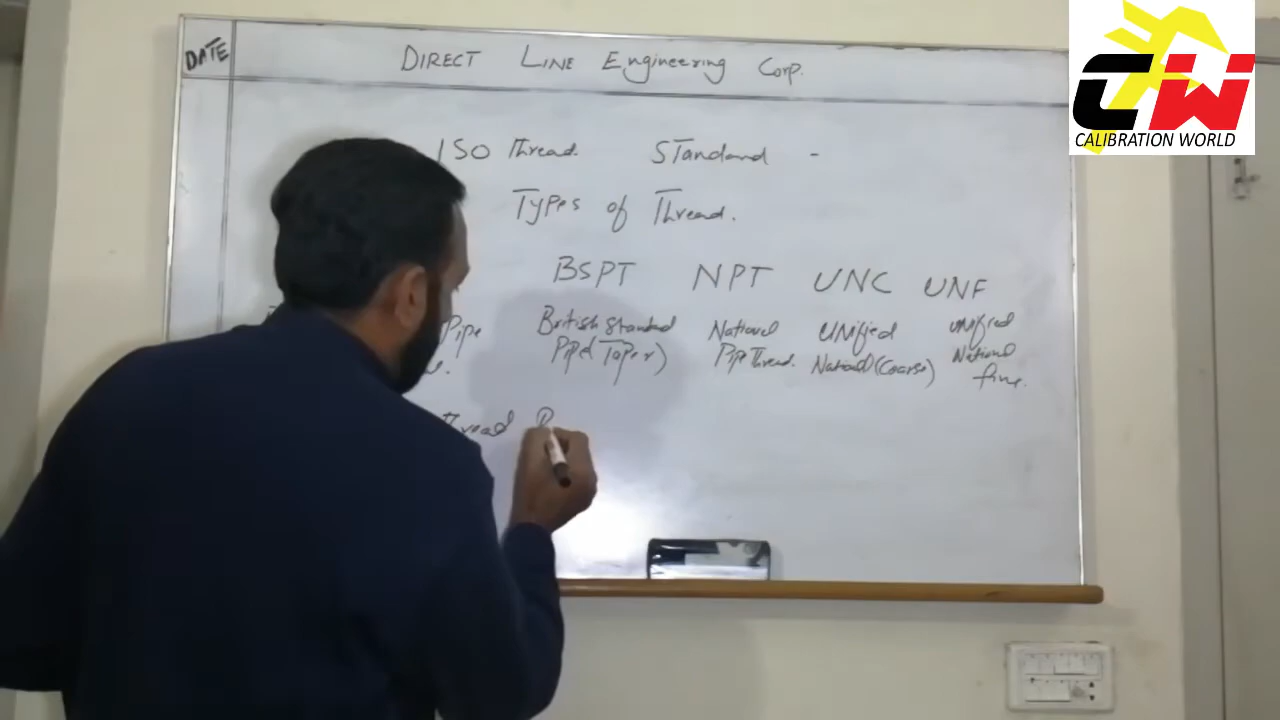 DATE
DIRECT LINE Engineering Corp.
ISO Thread Standard -
Types of Thread.
BSPT NPT UNC UNF
Pipe British Standard National Unified Unified
Pipe (Taper) Pipe Thread. National (Coarse) National
fine.
Thread
CW
CALIBRATION WORLD